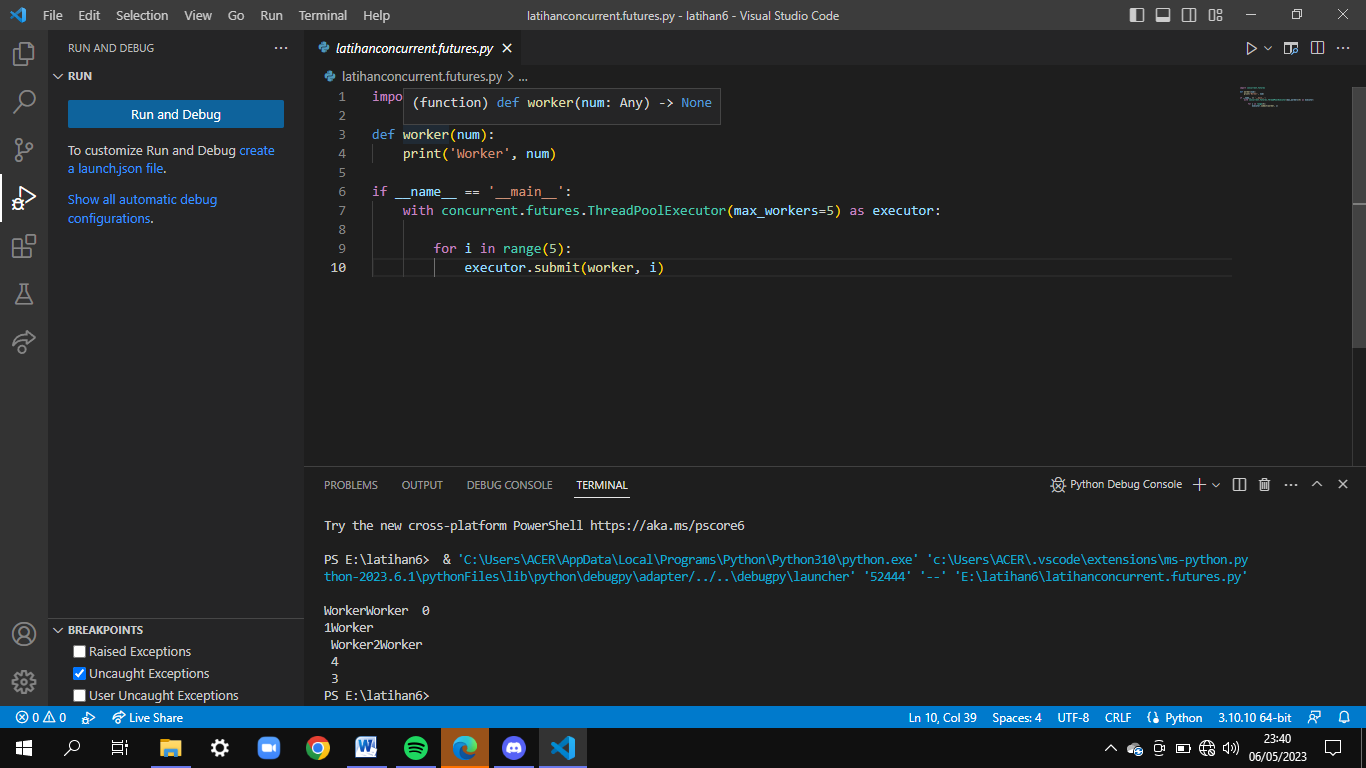 File Edit Selection View Go Run Terminal Help
latihanconcurrent.futures.py - latihan6 - Visual Studio Code
RUN AND DEBUG
RUN
Run and Debug
To customize Run and Debug create
a launch.json file.
Show all automatic debug
configurations.
BREAKPOINTS
Raised Exceptions
Uncaught Exceptions
User Uncaught Exceptions
latihanconcurrent.futures.py
latihanconcurrent.futures.py > ...
1 impo
(function) def worker(num: Any) -> None
2
3 def worker(num):
4 print('Worker', num)
5
6 if __name__ == '__main__':
7 with concurrent.futures.ThreadPoolExecutor(max_workers=5) as executor:
8
9 for i in range(5):
10 executor.submit(worker, i)
PROBLEMS OUTPUT DEBUG CONSOLE TERMINAL
Python Debug Console
Try the new cross-platform PowerShell https://aka.ms/pscore6
PS E:\latihan6> & 'C:\Users\ACER\AppData\Local\Programs\Python\Python310\python.exe' 'c:\Users\ACER\.vscode\extensions\ms-python.py
thon-2023.6.1\pythonFiles\lib\python\debugpy\adapter/../..\debugpy\launcher' '52444' '--' 'E:\latihan6\latihanconcurrent.futures.py'
WorkerWorker 0
1Worker
Worker2Worker
4
3
PS E:\latihan6>
0 0 Live Share
Ln 10, Col 39 Spaces: 4 UTF-8 CRLF Python 3.10.10 64-bit
23:40
06/05/2023